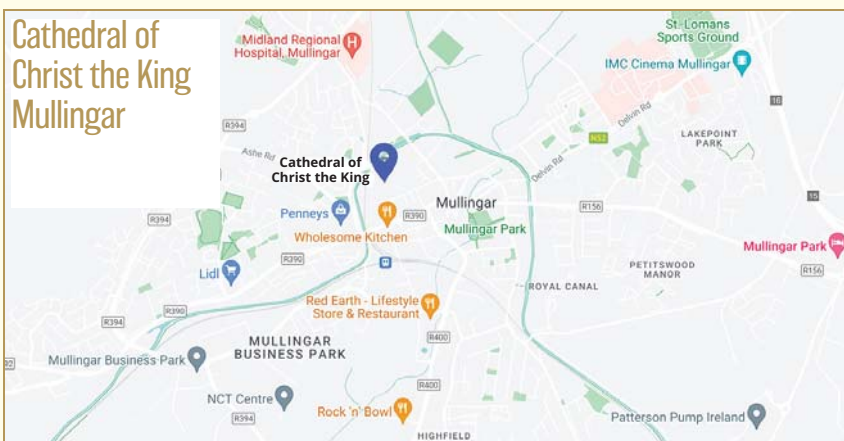 Cathedral of
Christ the King
Mullingar
Midland Regional
Hospital, Mullingar
H
St. Lomans
Sports Ground
IMC Cinema Mullingar
R394
Ashe Rd
Cathedral of
Christ the King
Delvin Rd
N52
16
LAKEPOINT
PARK
Delvin Rd
15
Penneys
R390
Mullingar
R156
R394
Wholesome Kitchen
Mullingar Park
Mullingar Park
R390
Lidl
PETITSWOOD
MANOR
R156
ROYAL CANAL
Red Earth - Lifestyle
Store & Restaurant
R390
R394
R400
MULLINGAR
BUSINESS PARK
Mullingar Business Park
92
R400
NCT Centre
R394
Rock 'n' Bowl
Patterson Pump Ireland
HIGHFIELD